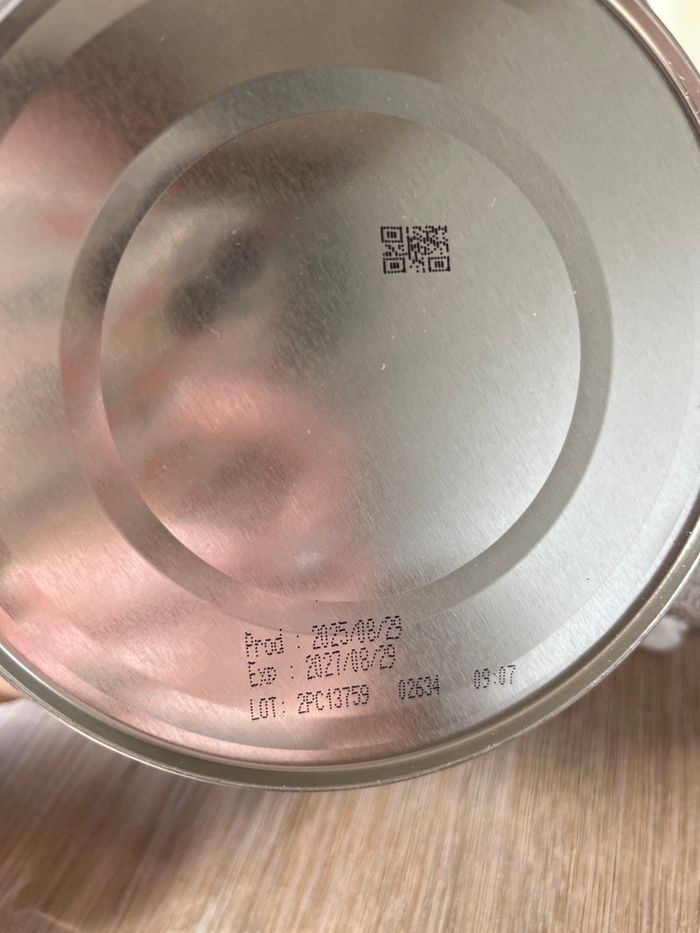 Prod : 2025/08/29
Exp : 2027/08/29
LOT: 2PC13759 02634 09:07